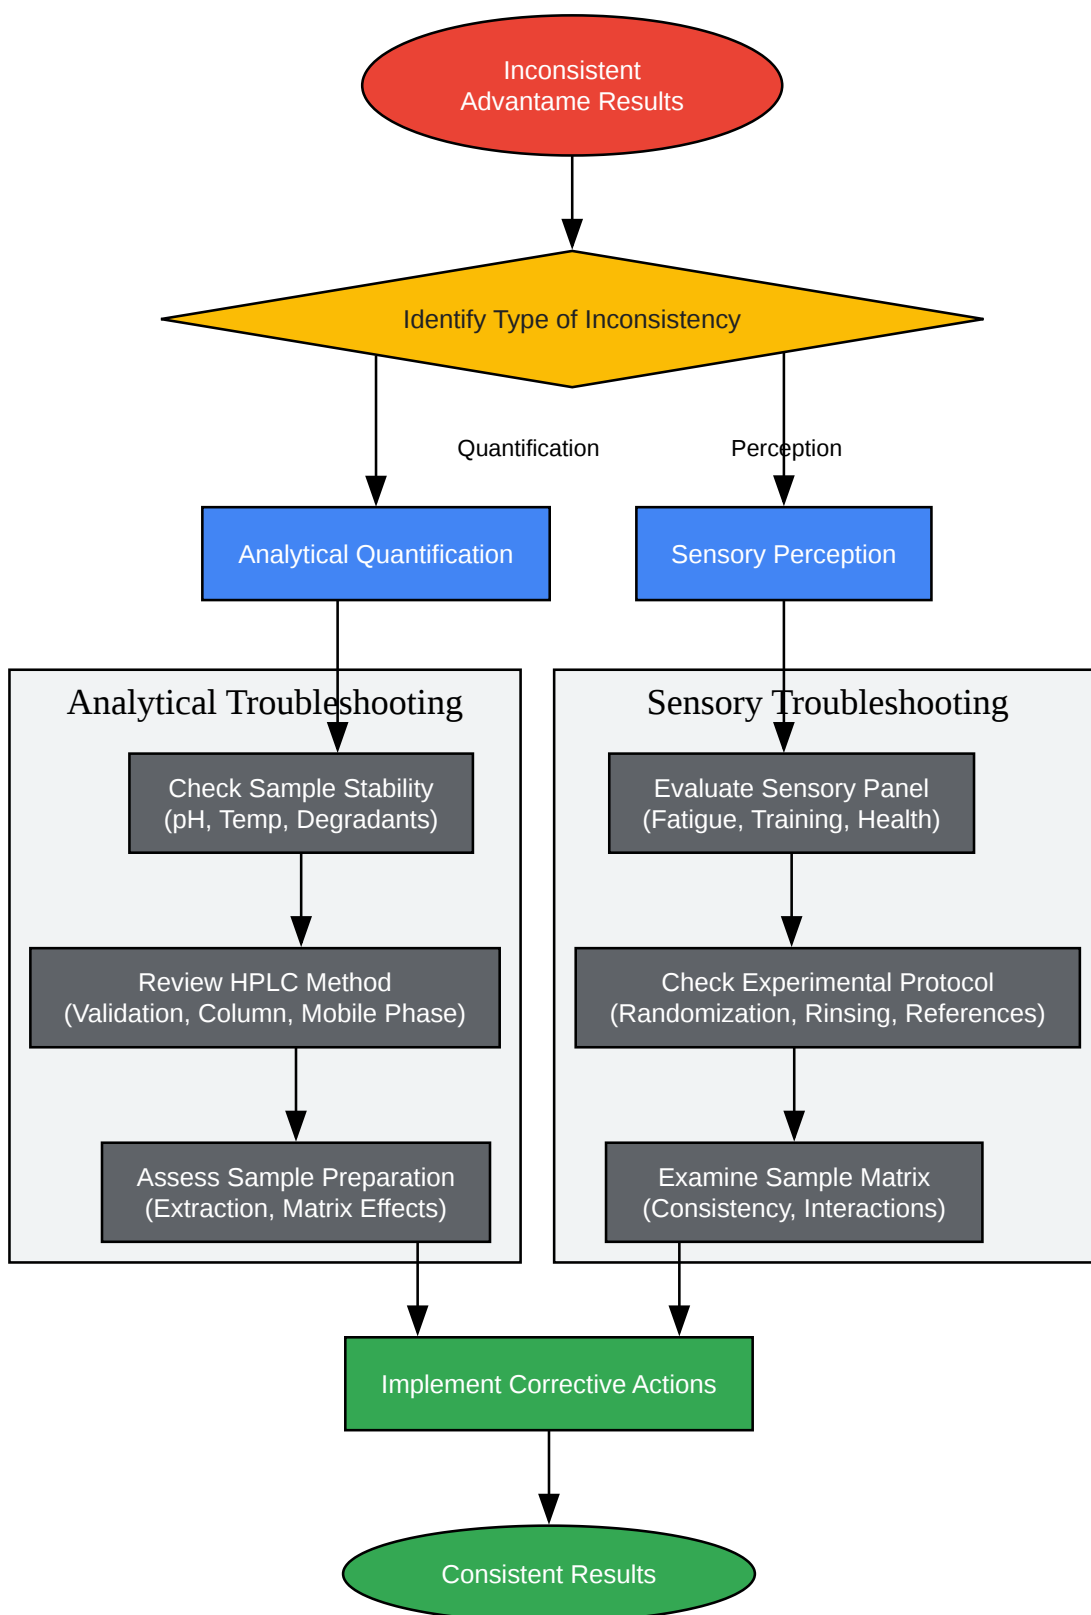 Inconsistent
Advantame Results
Identify Type of Inconsistency
Quantification
Perception
Analytical Quantification
Sensory Perception
Analytical Troubleshooting
Sensory Troubleshooting
Check Sample Stability
(pH, Temp, Degradants)
Evaluate Sensory Panel
(Fatigue, Training, Health)
Review HPLC Method
(Validation, Column, Mobile Phase)
Check Experimental Protocol
(Randomization, Rinsing, References)
Assess Sample Preparation
(Extraction, Matrix Effects)
Examine Sample Matrix
(Consistency, Interactions)
Implement Corrective Actions
Consistent Results